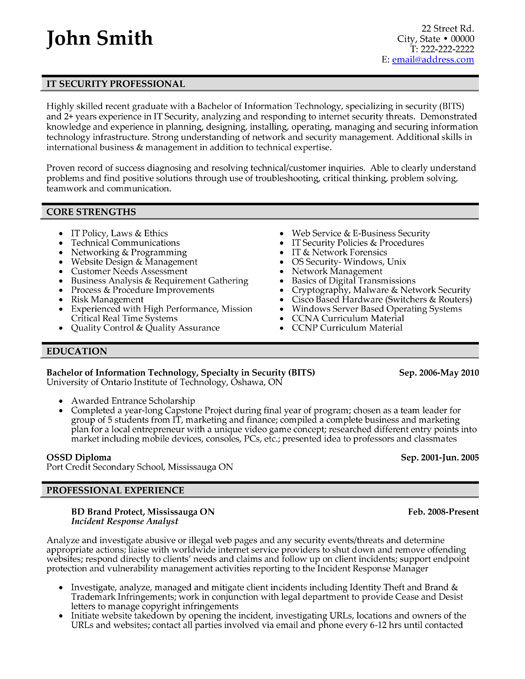 John Smith
22 Street Rd.
City, State • 00000
T: 222-222-2222
E: email@address.com
IT SECURITY PROFESSIONAL
Highly skilled recent graduate with a Bachelor of Information Technology, specializing in security (BITS)
and 2+ years experience in IT Security, analyzing and responding to internet security threats. Demonstrated
knowledge and experience in planning, designing, installing, operating, managing and securing information
technology infrastructure. Strong understanding of network and security management. Additional skills in
international business & management in addition to technical expertise.
Proven record of success diagnosing and resolving technical/customer inquiries. Able to clearly understand
problems and find positive solutions through use of troubleshooting, critical thinking, problem solving,
teamwork and communication.
CORE STRENGTHS
• IT Policy, Laws & Ethics
• Technical Communications
• Networking & Programming
• Website Design & Management
• Customer Needs Assessment
• Business Analysis & Requirement Gathering
• Process & Procedure Improvements
• Risk Management
• Experienced with High Performance, Mission
Critical Real Time Systems
• Quality Control & Quality Assurance
• Web Service & E-Business Security
• IT Security Policies & Procedures
• IT & Network Forensics
• OS Security- Windows, Unix
• Network Management
• Basics of Digital Transmissions
• Cryptography, Malware & Network Security
• Cisco Based Hardware (Switchers & Routers)
• Windows Server Based Operating Systems
• CCNA Curriculum Material
• CCNP Curriculum Material
EDUCATION
Bachelor of Information Technology, Specialty in Security (BITS) Sep. 2006-May 2010
University of Ontario Institute of Technology, Oshawa, ON
• Awarded Entrance Scholarship
• Completed a year-long Capstone Project during final year of program; chosen as a team leader for
group of 5 students from IT, marketing and finance; compiled a complete business and marketing
plan for a local entrepreneur with a unique video game concept; researched different entry points into
market including mobile devices, consoles, PCs, etc.; presented idea to professors and classmates
OSSD Diploma Sep. 2001-Jun. 2005
Port Credit Secondary School, Mississauga ON
PROFESSIONAL EXPERIENCE
BD Brand Protect, Mississauga ON Feb. 2008-Present
Incident Response Analyst
Analyze and investigate abusive or illegal web pages and any security events/threats and determine
appropriate actions; liaise with worldwide internet service providers to shut down and remove offending
websites; respond directly to clients' needs and claims and follow up on client incidents; support endpoint
protection and vulnerability management activities reporting to the Incident Response Manager
• Investigate, analyze, managed and mitigate client incidents including Identity Theft and Brand &
Trademark Infringements; work in conjunction with legal department to provide Cease and Desist
letters to manage copyright infringements
• Initiate website takedown by opening the incident, investigating URLs, locations and owners of the
URLs and websites; contact all parties involved via email and phone every 6-12 hrs until contacted